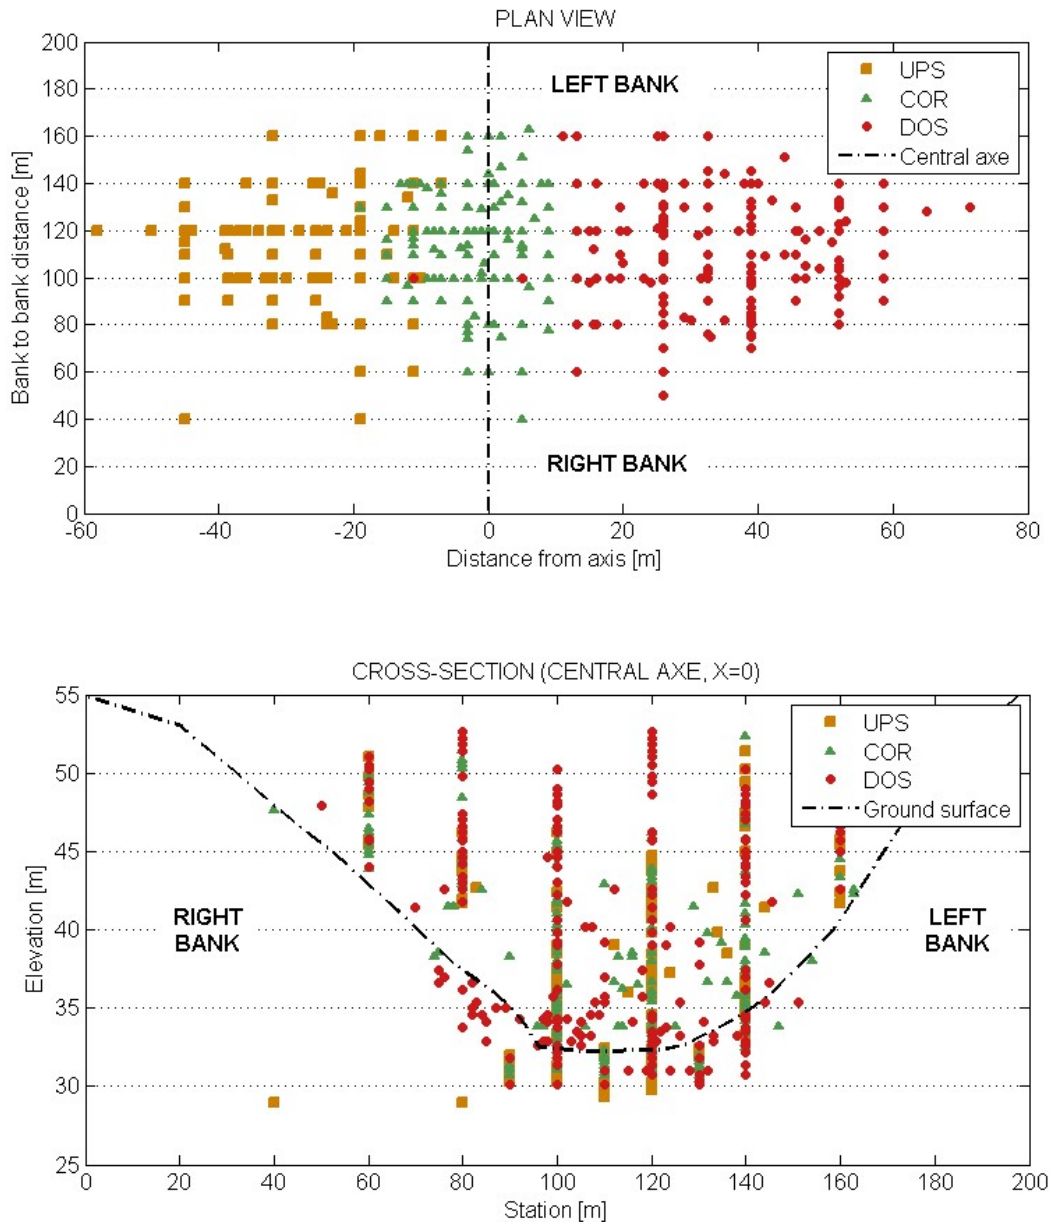 PLAN VIEW
200
180
160
140
120
100
80
60
40
20
0
Bank to bank distance [m]
LEFT BANK
RIGHT BANK
UPS
COR
DOS
Central axe
-60
-40
-20
0
20
40
60
80
Distance from axis [m]
CROSS-SECTION (CENTRAL AXE, X=0)
55
50
45
40
35
30
25
Elevation [m]
RIGHT
BANK
LEFT
BANK
UPS
COR
DOS
Ground surface
0
20
40
60
80
100
120
140
160
180
200
Station [m]